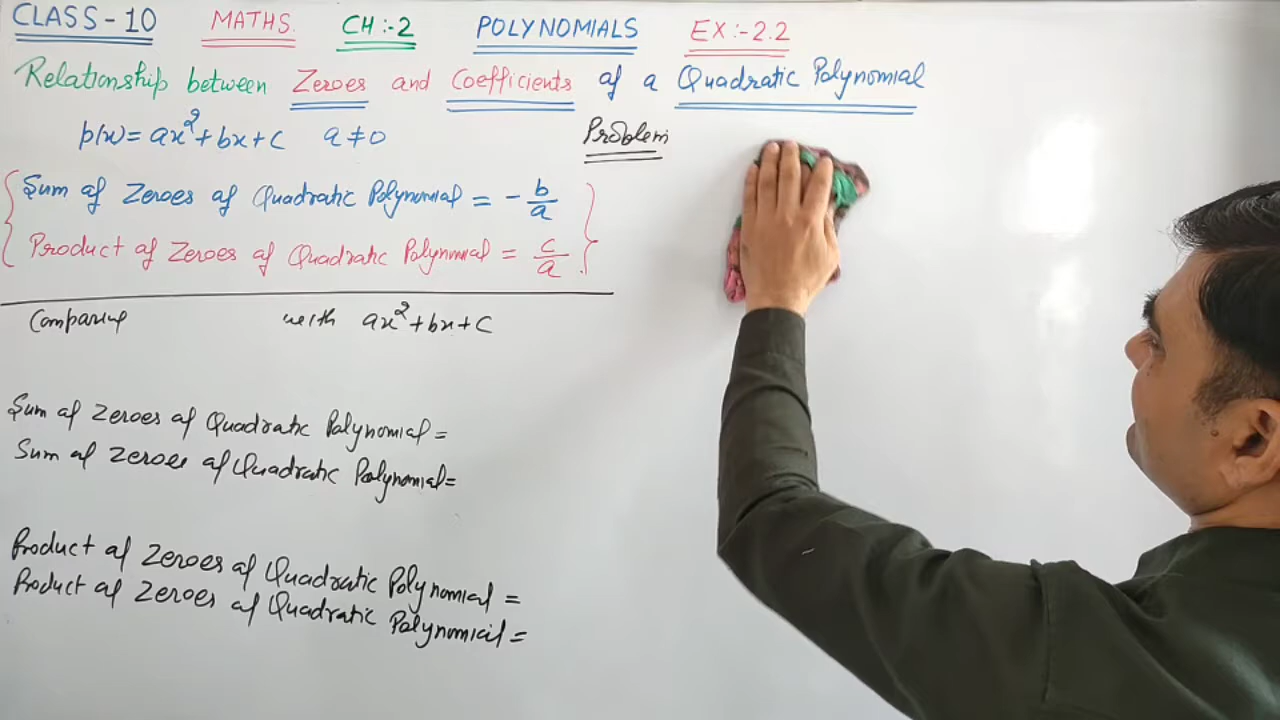 CLASS - 10 MATHS. CH:-2 POLYNOMIALS EX:-2.2
Relationship between Zeroes and Coefficients of a Quadratic Polynomial
p(x) = ax² + bx + c a ≠ 0
Problem
Sum of Zeroes of Quadratic Polynomial = - b/a
Product of Zeroes of Quadratic Polynomial = c/a
Comparing with ax² + bx + c
Sum of Zeroes of Quadratic Polynomial =
Sum of Zeroes of Quadratic Polynomial =
Product of Zeroes of Quadratic Polynomial =
Product of Zeroes of Quadratic Polynomial =